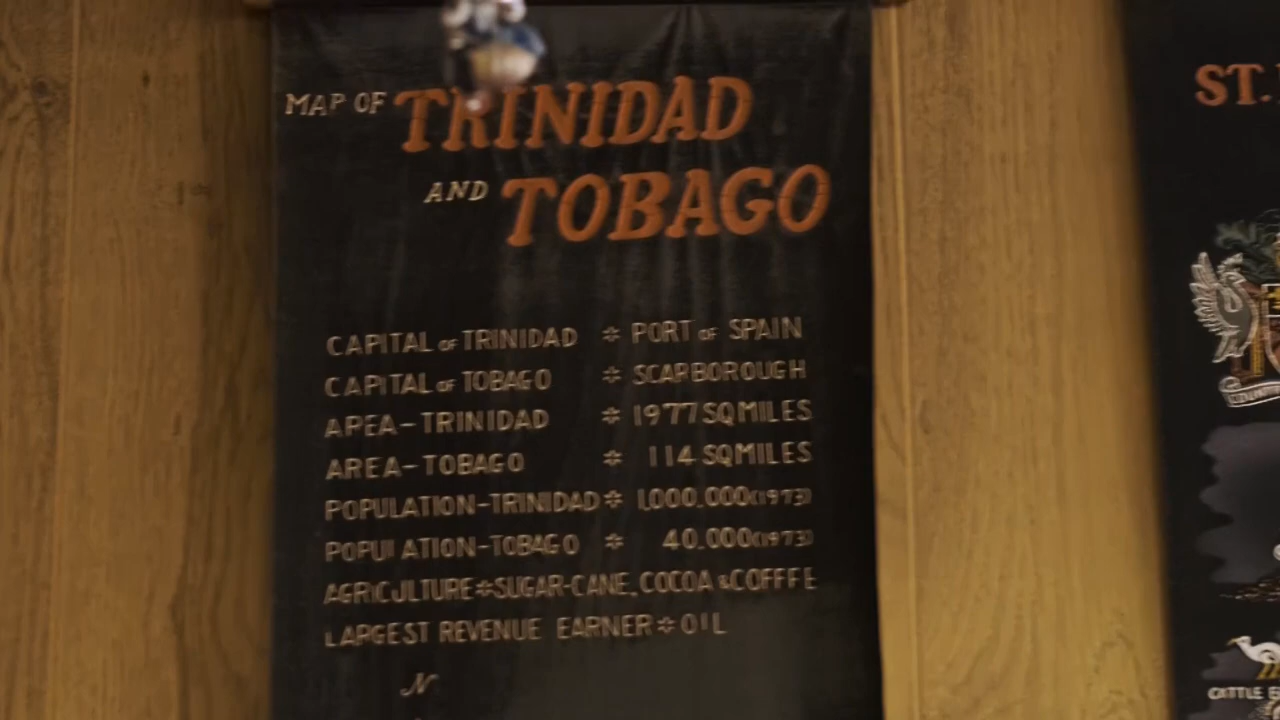 MAP OF TRINIDAD
AND TOBAGO
CAPITAL OF TRINIDAD * PORT OF SPAIN
CAPITAL OF TOBAGO * SCARBOROUGH
AREA-TRINIDAD * 1977 SQ MILES
AREA-TOBAGO * 114 SQ MILES
POPULATION-TRINIDAD * 1,000,000 (1973)
POPULATION-TOBAGO * 40,000 (1973)
AGRICULTURE * SUGAR-CANE, COCOA & COFFEE
LARGEST REVENUE EARNER * OIL
N
ST.
CATTLE